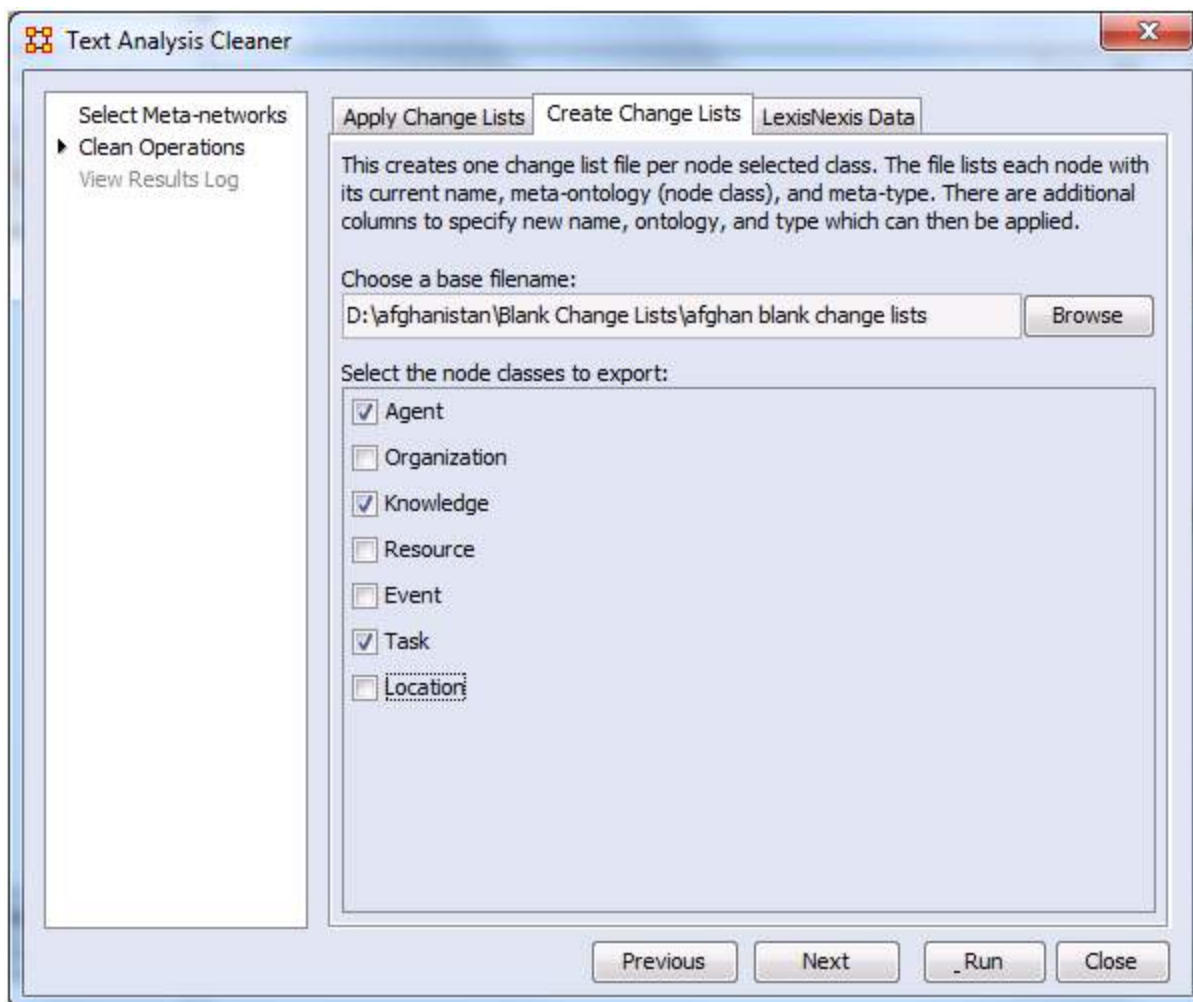 Text Analysis Cleaner
X
Select Meta-networks
Clean Operations
View Results Log
Apply Change Lists
Create Change Lists
LexisNexis Data
This creates one change list file per node selected class. The file lists each node with
its current name, meta-ontology (node class), and meta-type. There are additional
columns to specify new name, ontology, and type which can then be applied.
Choose a base filename:
D:\afghanistan\Blank Change Lists\afghan blank change lists
Browse
Select the node classes to export:
Agent
Organization
Knowledge
Resource
Event
Task
Location
Previous
Next
_Run
Close